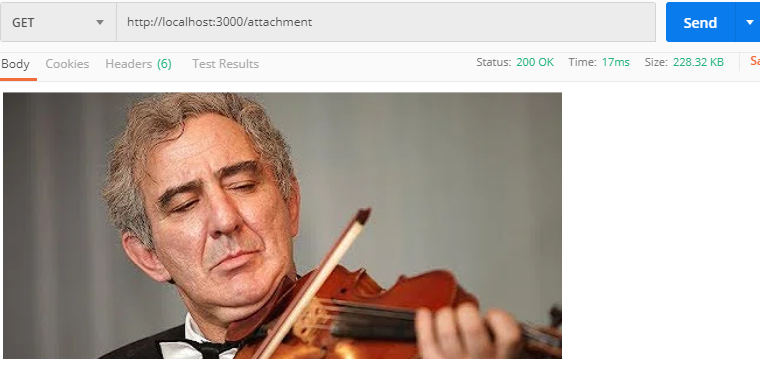 GET http://localhost:3000/attachment Send
Body Cookies Headers (6) Test Results Status: 200 OK Time: 17ms Size: 228.32 KB